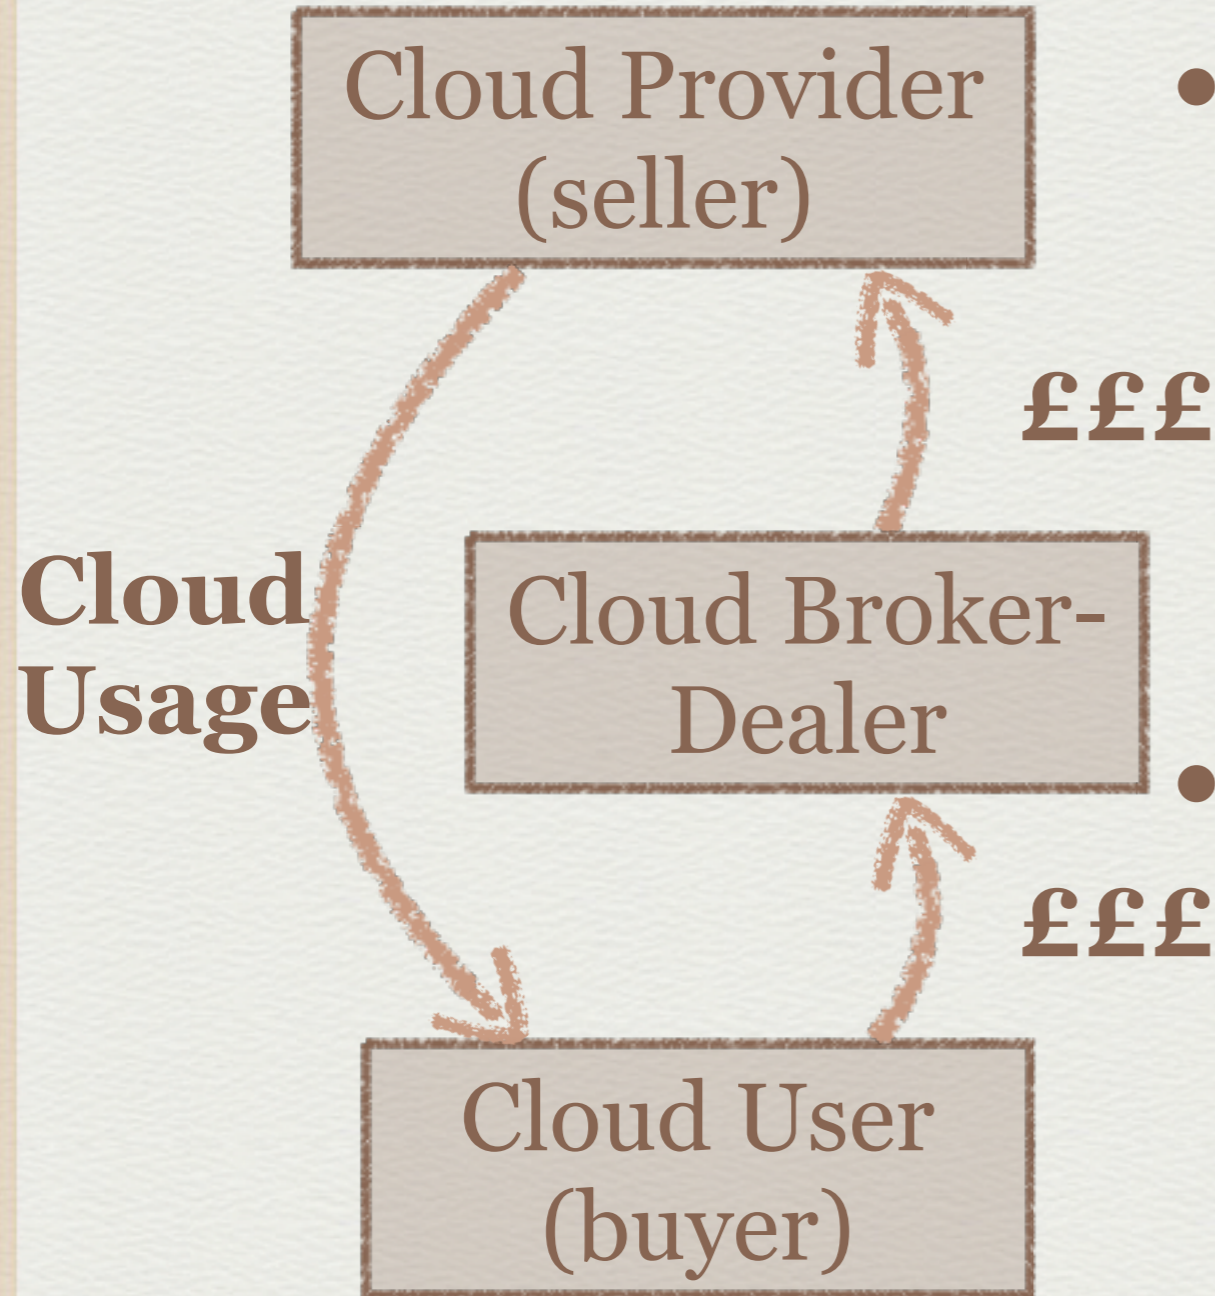 Cloud Provider
(seller)
•
£££
Cloud
Usage
Cloud Broker-
Dealer
•
£££
Cloud User
(buyer)